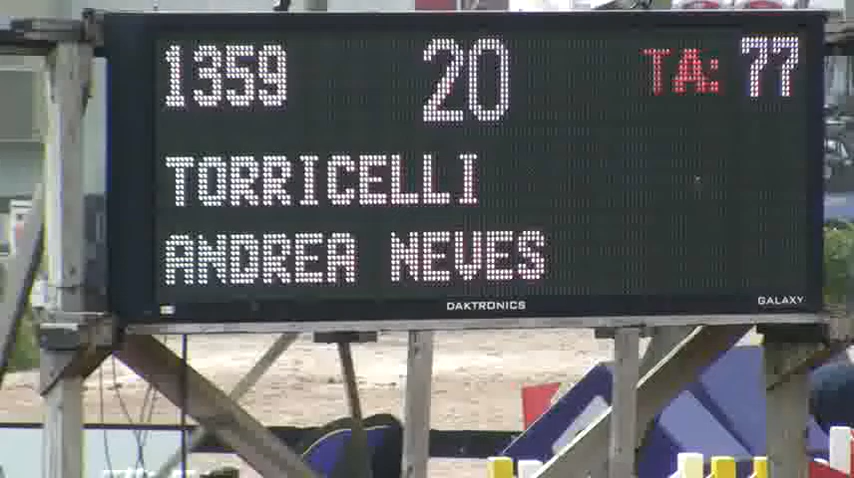 1359 20 TA: 77
TORRICELLI
ANDREA NEVES
DAKTRONICS GALAXY